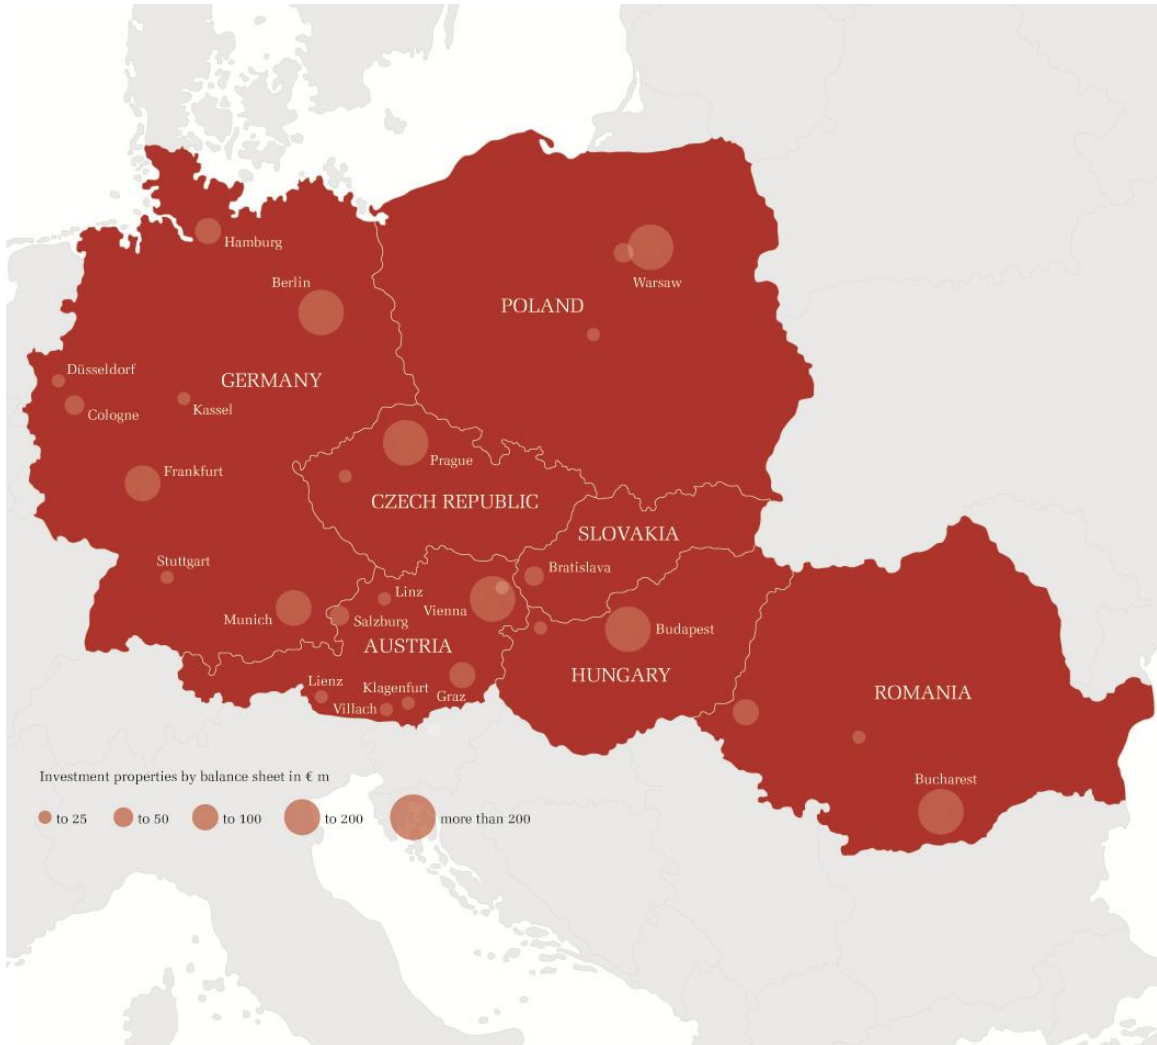 Hamburg
Berlin
Warsaw
POLAND
Düsseldorf
GERMANY
Kassel
Cologne
Prague
Frankfurt
CZECH REPUBLIC
SLOVAKIA
Stuttgart
Bratislava
Linz
Vienna
Munich
Salzburg
Budapest
AUSTRIA
HUNGARY
Lienz
Klagenfurt
Graz
ROMANIA
Villach
Investment properties by balance sheet in € m
Bucharest
to 25
to 50
to 100
to 200
more than 200